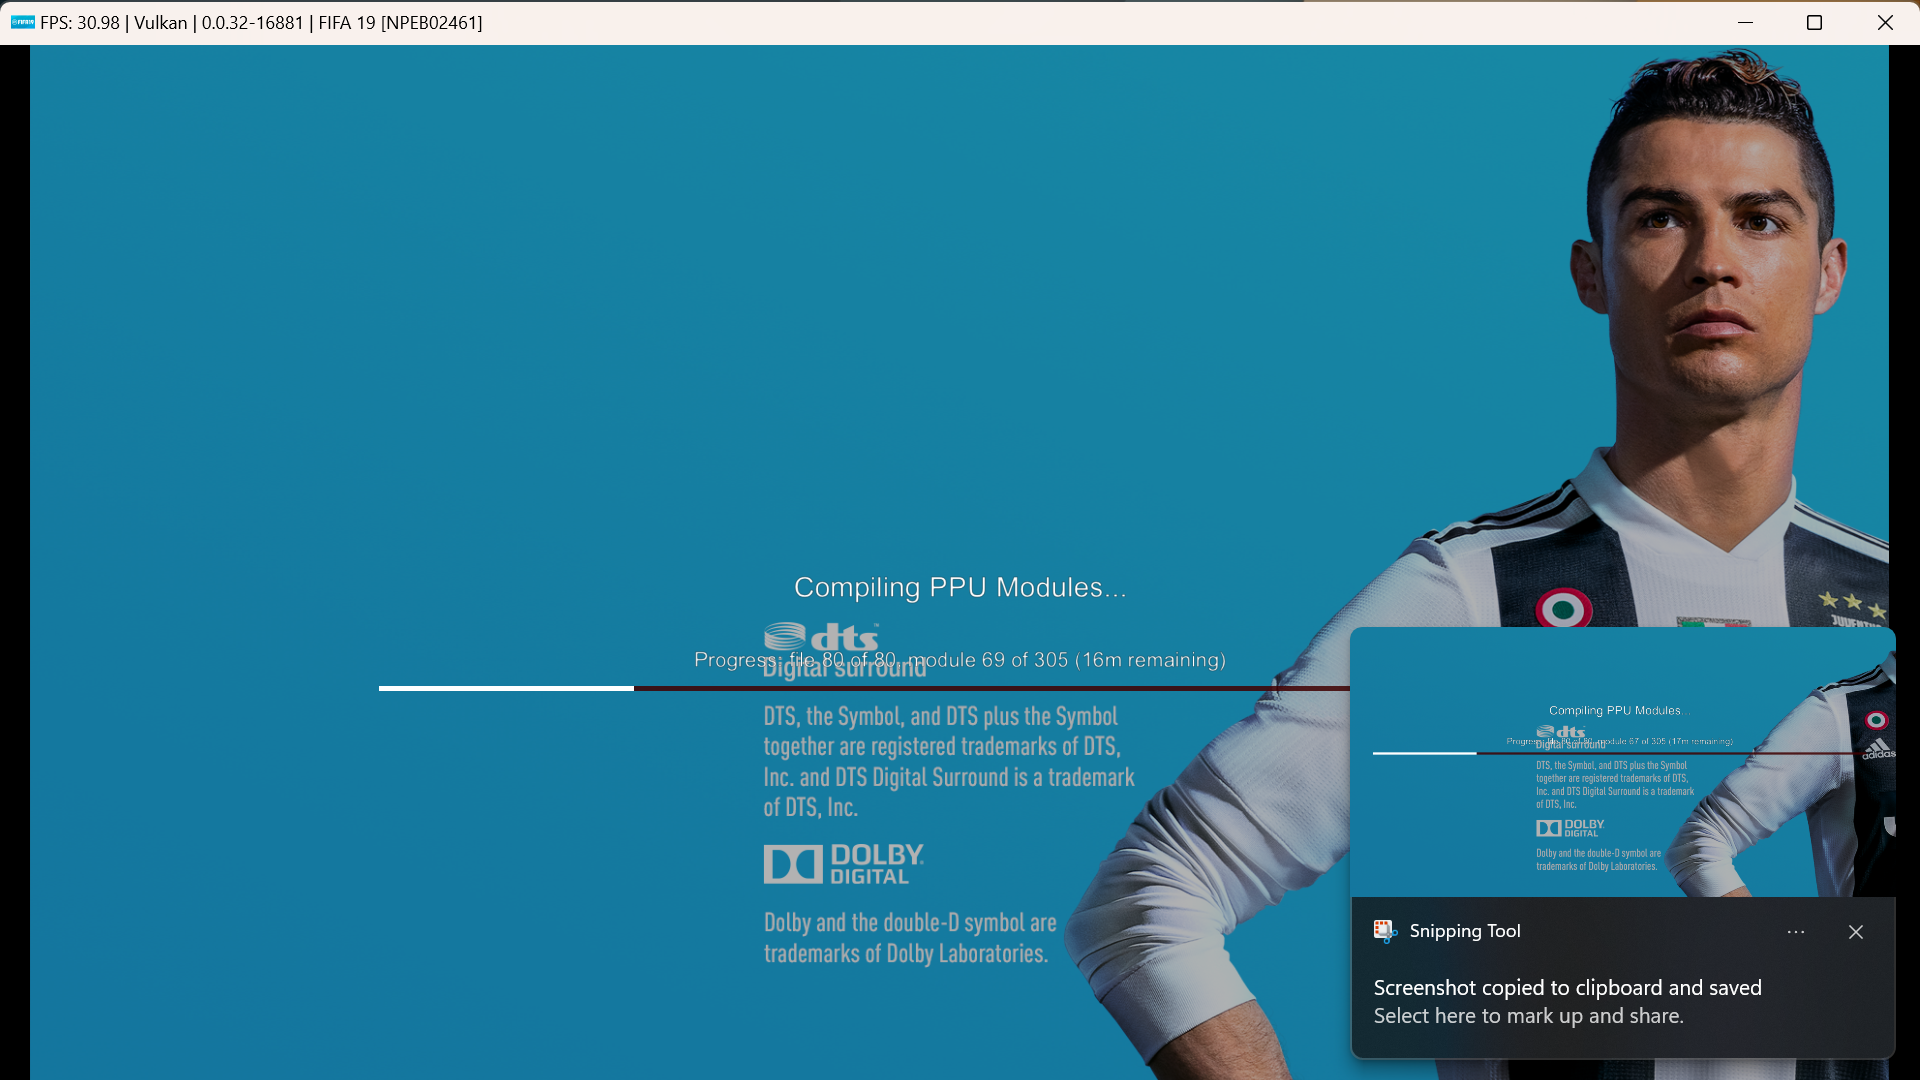 FPS: 30.98 | Vulkan | 0.0.32-16881 | FIFA 19 [NPEB02461]
Compiling PPU Modules...
dts
Digital Surround
Progress: file 80 of 80, module 69 of 305 (16m remaining)
DTS, the Symbol, and DTS plus the Symbol
together are registered trademarks of DTS,
Inc. and DTS Digital Surround is a trademark
of DTS, Inc.
DOLBY
DIGITAL
Dolby and the double-D symbol are
trademarks of Dolby Laboratories.
Compiling PPU Modules...
dts
Digital Surround
Progress: file 80 of 80, module 67 of 305 (17m remaining)
adidas
DTS, the Symbol, and DTS plus the Symbol
together are registered trademarks of DTS,
Inc. and DTS Digital Surround is a trademark
of DTS, Inc.
DOLBY
DIGITAL
Dolby and the double-D symbol are
trademarks of Dolby Laboratories.
Snipping Tool
Screenshot copied to clipboard and saved
Select here to mark up and share.